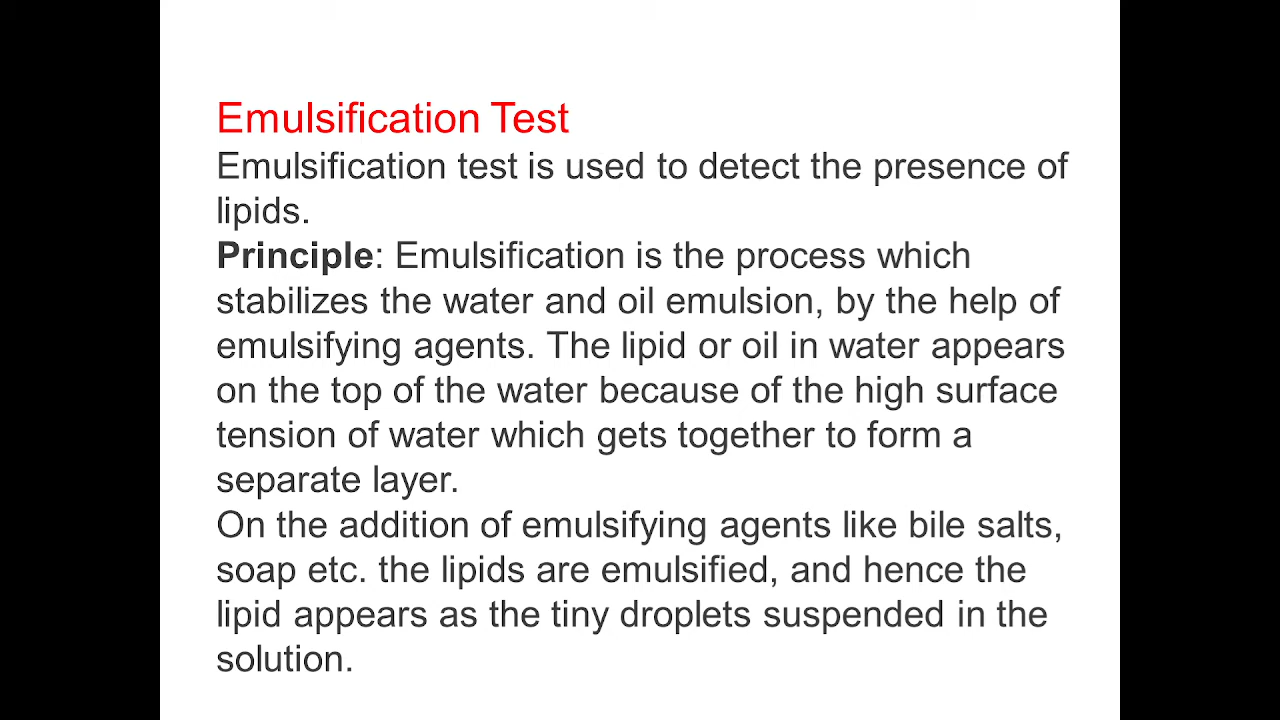 Emulsification Test
Emulsification test is used to detect the presence of
lipids.
Principle: Emulsification is the process which
stabilizes the water and oil emulsion, by the help of
emulsifying agents. The lipid or oil in water appears
on the top of the water because of the high surface
tension of water which gets together to form a
separate layer.
On the addition of emulsifying agents like bile salts,
soap etc. the lipids are emulsified, and hence the
lipid appears as the tiny droplets suspended in the
solution.